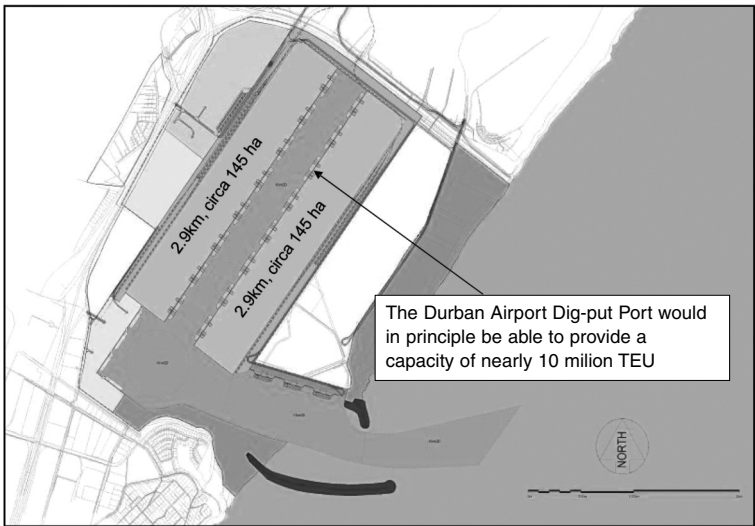 2.9km, circa 145 ha
2.9km, circa 145 ha
The Durban Airport Dig-put Port would
in principle be able to provide a
capacity of nearly 10 milion TEU
NORTH